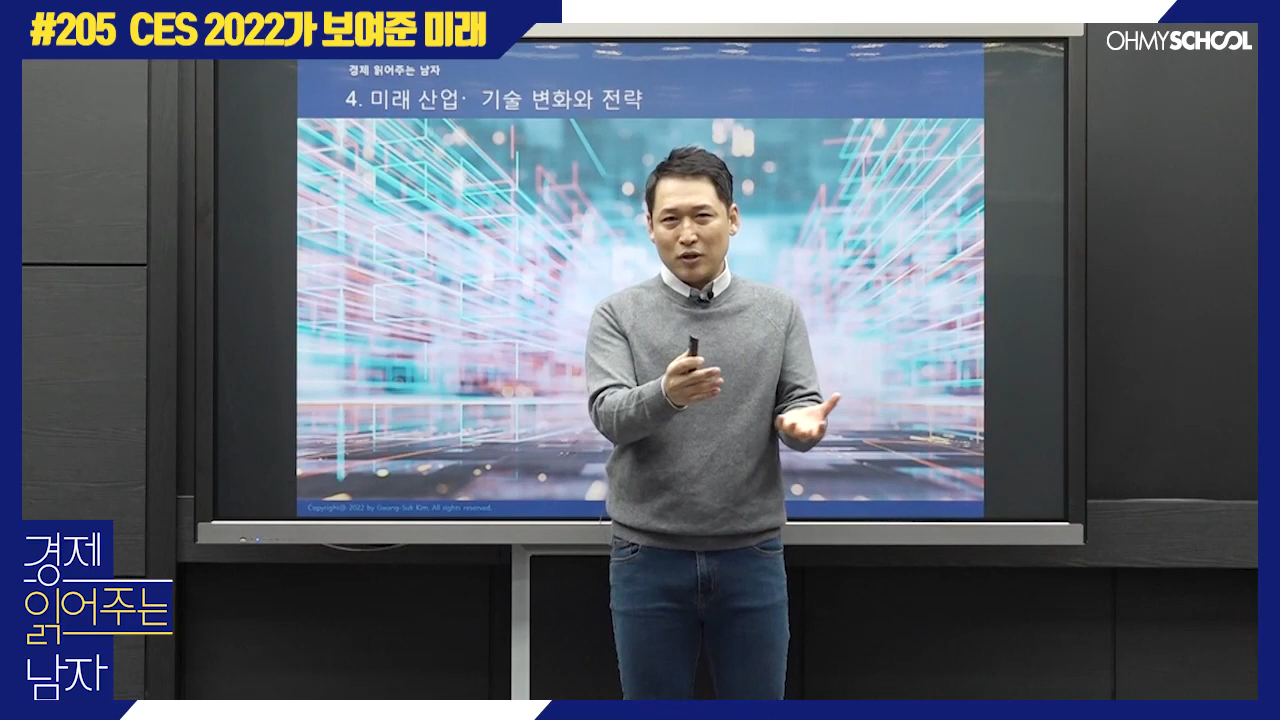 #205 CES 2022가 보여준 미래
OHMYSCHOOL
경제 읽어주는 남자
4. 미래 산업· 기술 변화와 전략
Copyright@ 2022 by Gwang-Suk Kim. All rights reserved.
경제
읽어주는
남자